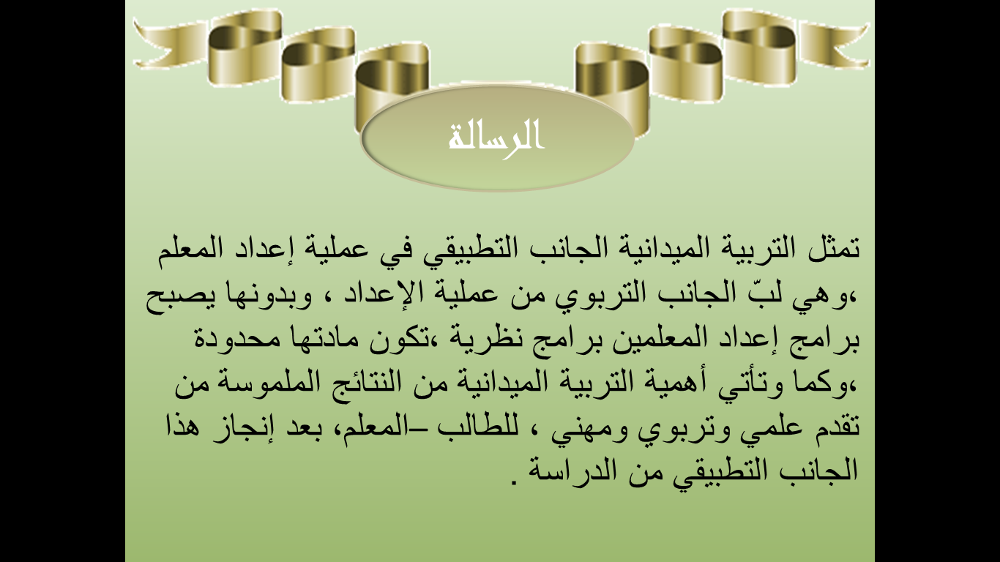 الرسالة
تمثل التربية الميدانية الجانب التطبيقي في عملية إعداد المعلم
،وهي لبّ الجانب التربوي من عملية الإعداد ، وبدونها يصبح
برامج إعداد المعلمين برامج نظرية ،تكون مادتها محدودة
،وكما وتأتي أهمية التربية الميدانية من النتائج الملموسة من
تقدم علمي وتربوي ومهني ، للطالب –المعلم، بعد إنجاز هذا
الجانب التطبيقي من الدراسة .